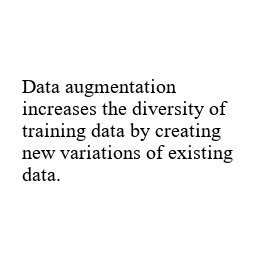 Data augmentation
increases the diversity of
training data by creating
new variations of existing
data.